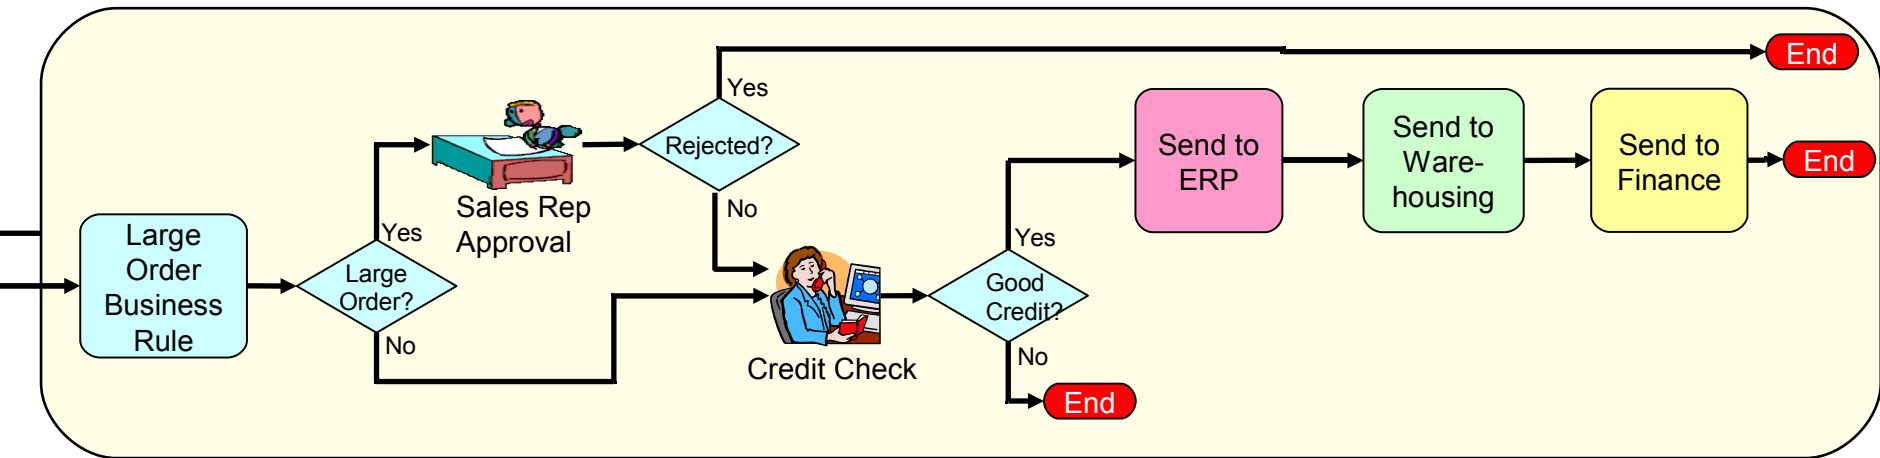 Large
Order
Business
Rule
Large
Order?
Yes
No
Sales Rep
Approval
Rejected?
Yes
No
End
Credit Check
Good
Credit?
Yes
No
End
Send to
ERP
Send to
Ware-
housing
Send to
Finance
End